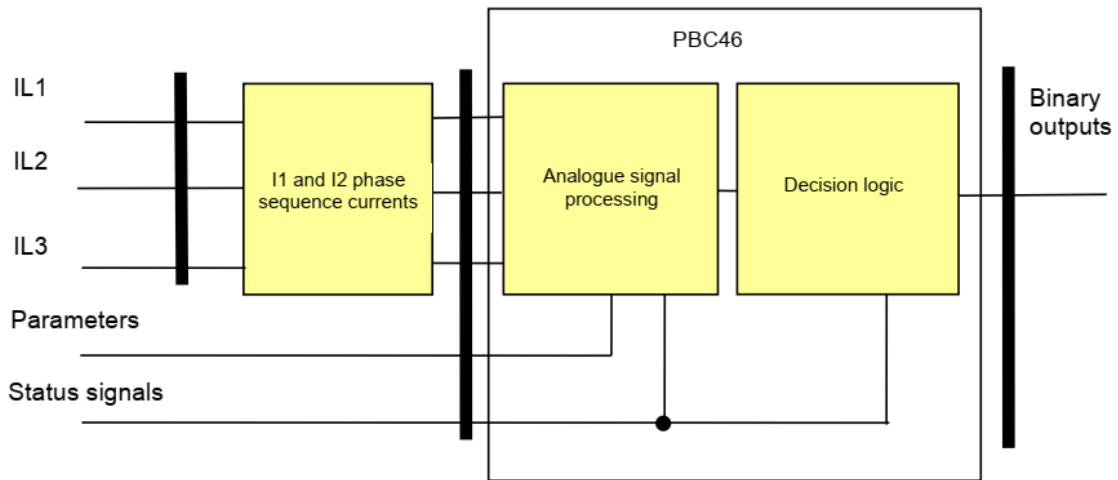 PBC46
IL1
IL2
IL3
I1 and I2 phase
sequence currents
Analogue signal
processing
Decision logic
Binary
outputs
Parameters
Status signals